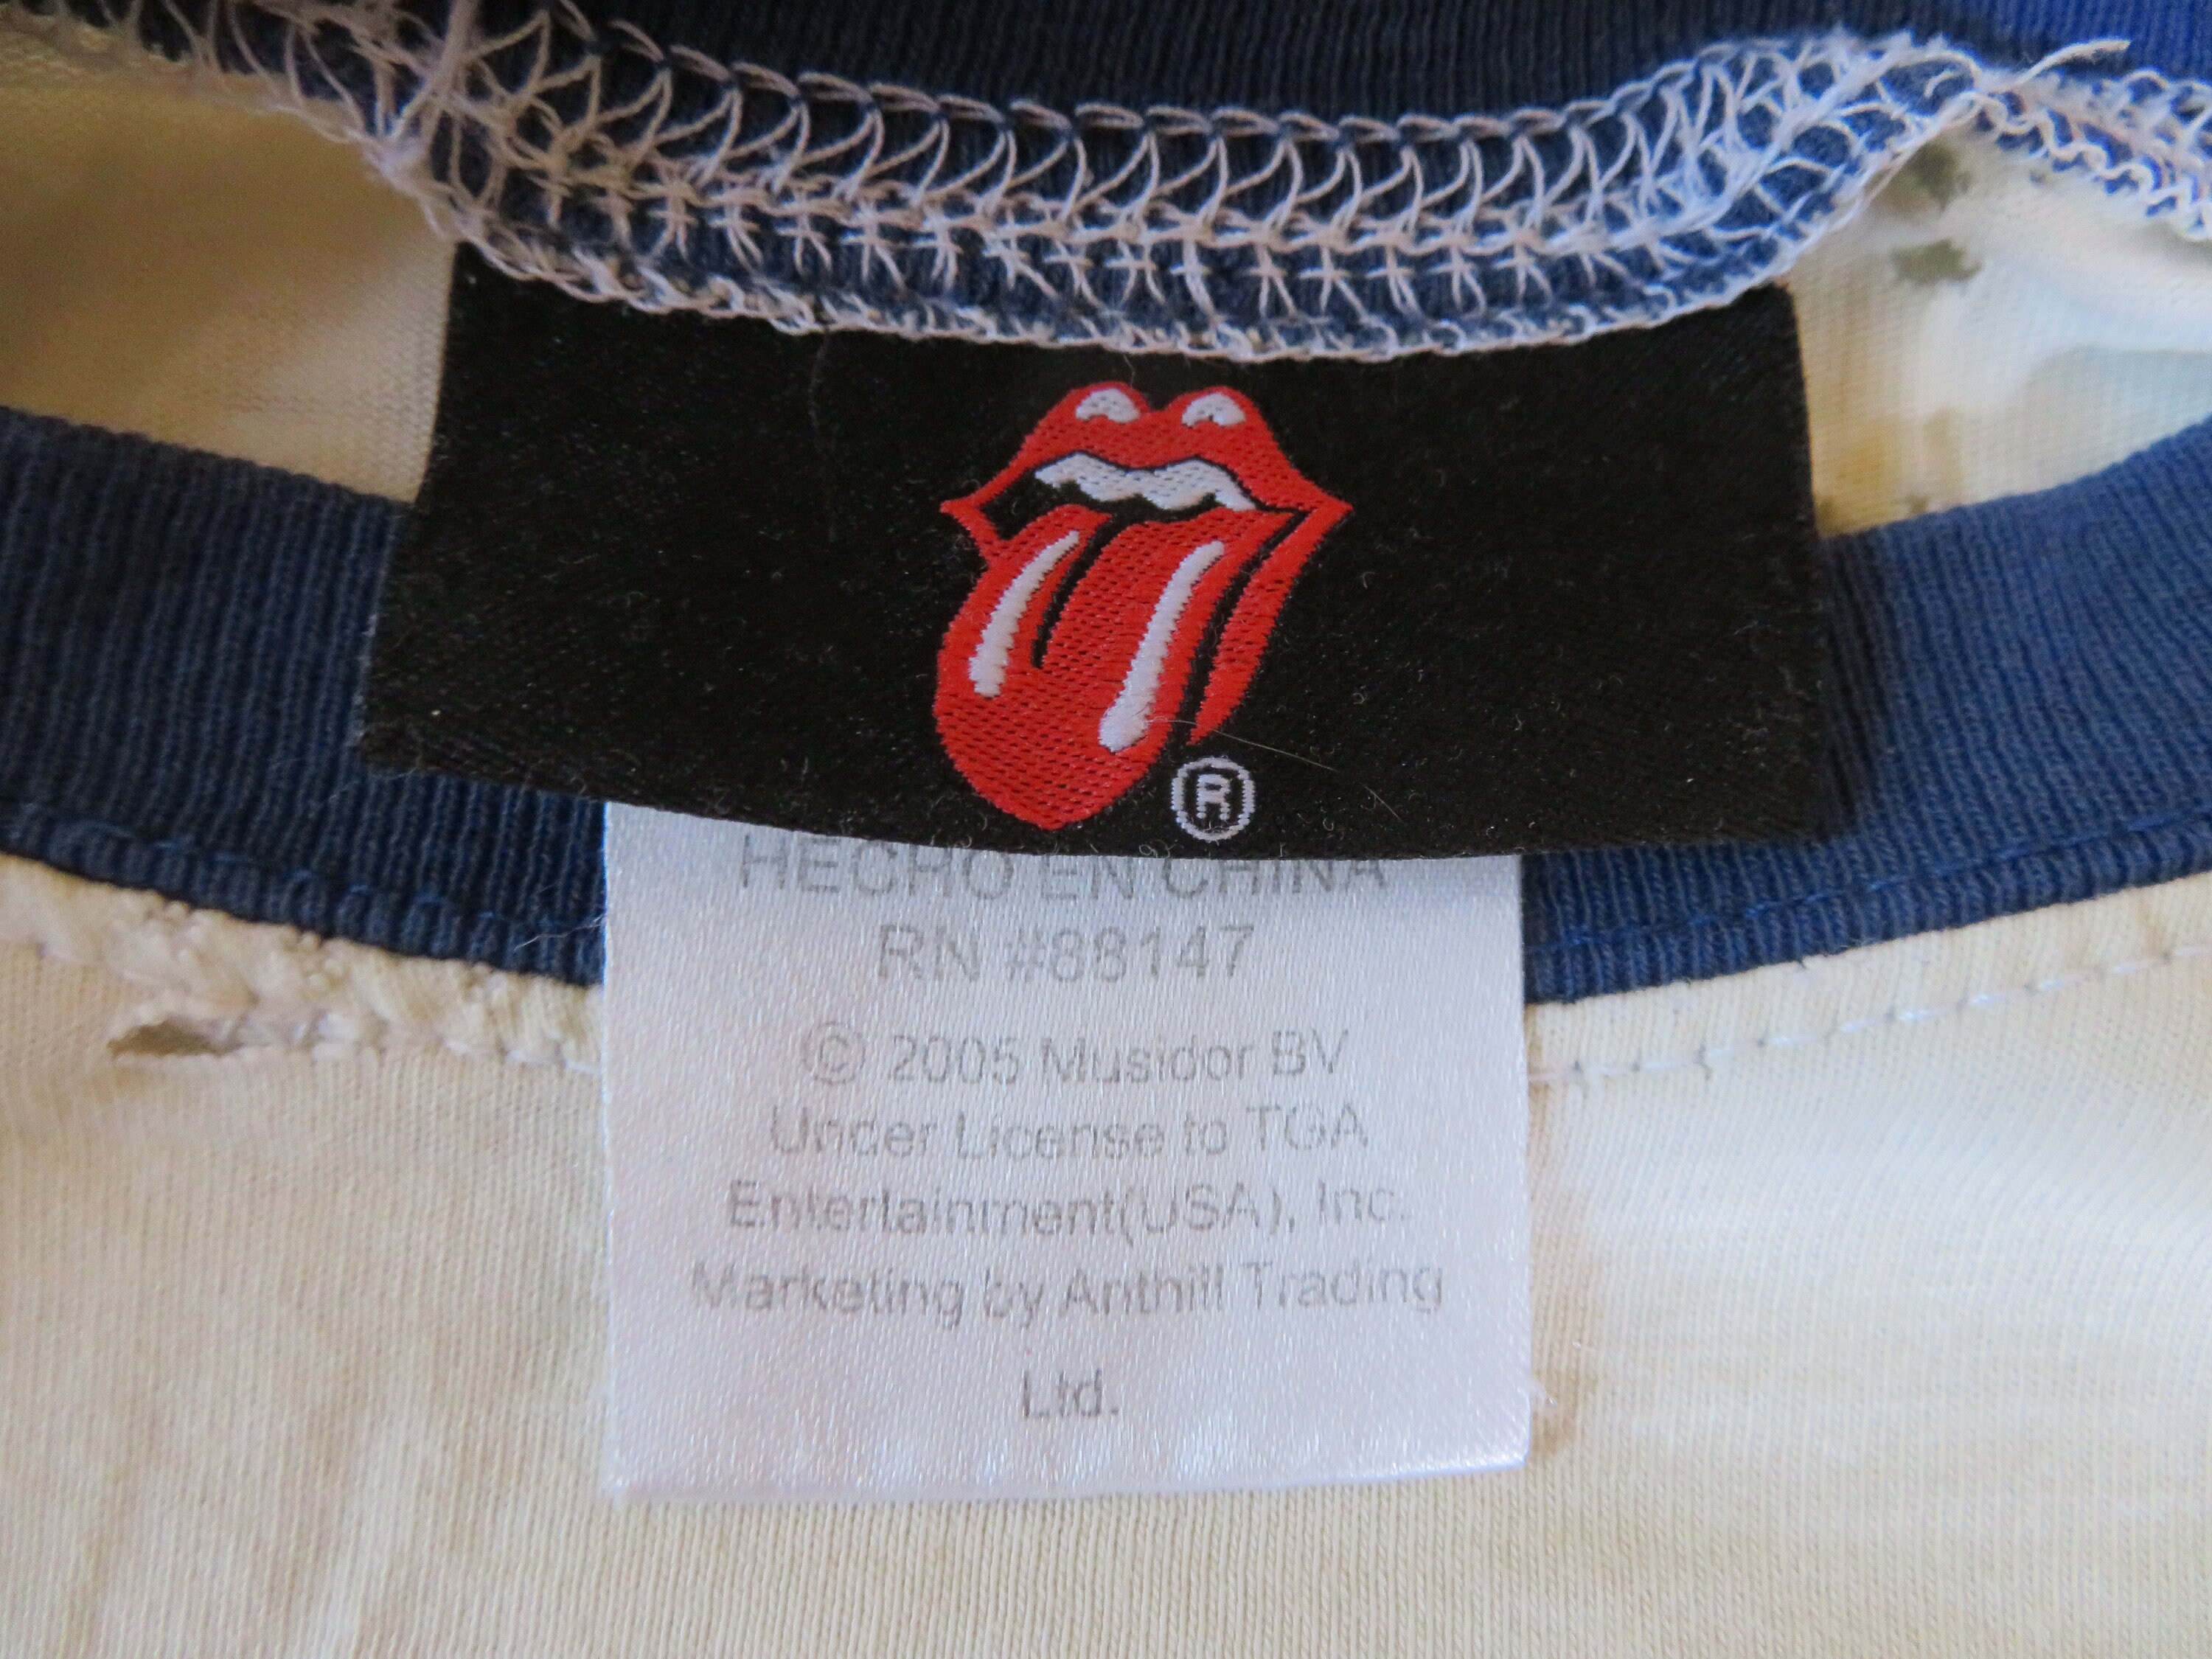 ®
HECHO EN CHINA
RN #88147
© 2005 Musidor BV
Under License to TGA
Entertainment(USA), Inc.
Marketing by Anthill Trading
Ltd.